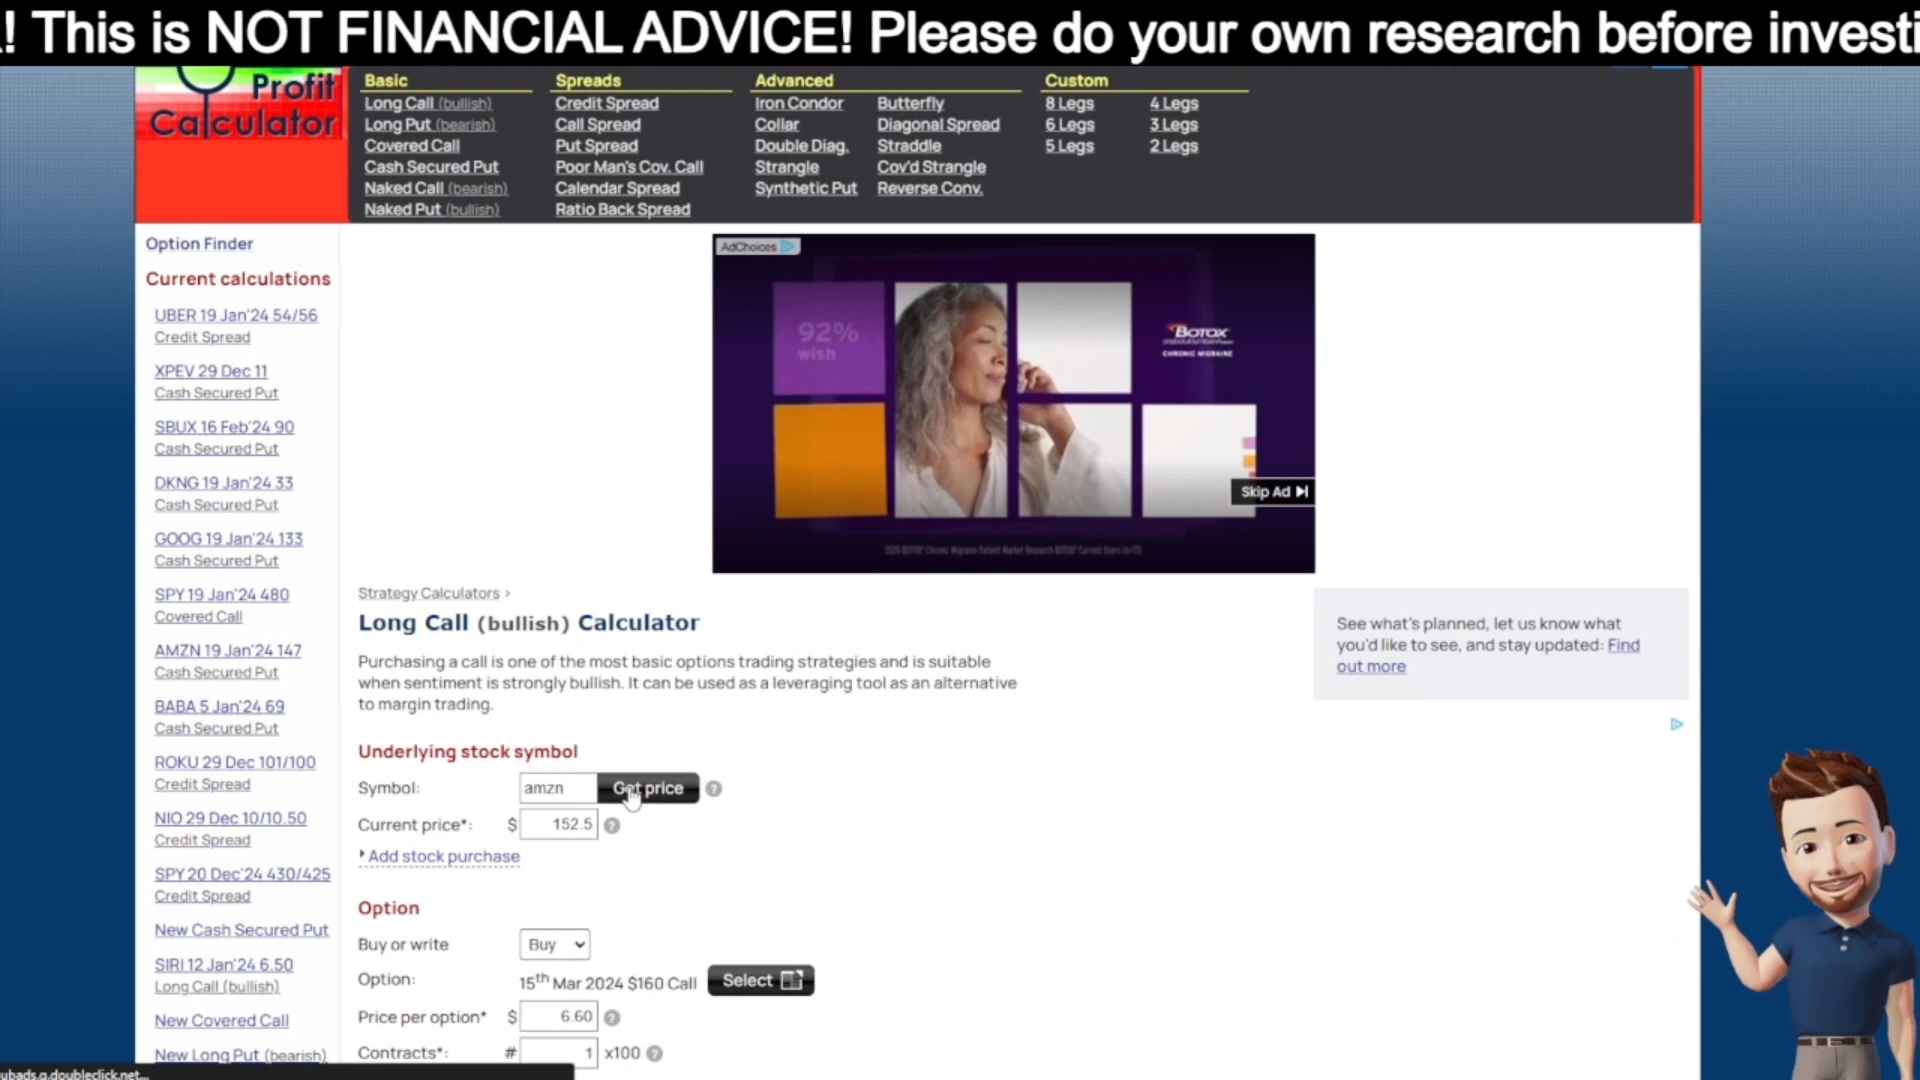 ! This is NOT FINANCIAL ADVICE! Please do your own research before investi
Profit
Calculator
Basic
Long Call (bullish)
Long Put (bearish)
Covered Call
Cash Secured Put
Naked Call (bearish)
Naked Put (bullish)
Spreads
Credit Spread
Call Spread
Put Spread
Poor Man's Cov. Call
Calendar Spread
Ratio Back Spread
Advanced
Iron Condor Butterfly
Collar Diagonal Spread
Double Diag. Straddle
Strangle Cov'd Strangle
Synthetic Put Reverse Conv.
Custom
8 Legs 4 Legs
6 Legs 3 Legs
5 Legs 2 Legs
Option Finder
Current calculations
UBER 19 Jan'24 54/56
Credit Spread
XPEV 29 Dec 11
Cash Secured Put
SBUX 16 Feb'24 90
Cash Secured Put
DKNG 19 Jan'24 33
Cash Secured Put
GOOG 19 Jan'24 133
Cash Secured Put
SPY 19 Jan'24 480
Covered Call
AMZN 19 Jan'24 147
Cash Secured Put
BABA 5 Jan'24 69
Cash Secured Put
ROKU 29 Dec 101/100
Credit Spread
NIO 29 Dec 10/10.50
Credit Spread
SPY 20 Dec'24 430/425
Credit Spread
New Cash Secured Put
SIRI 12 Jan'24 6.50
Long Call (bullish)
New Covered Call
New Long Put (bearish)
AdChoices
92%
wish
BOTOX
CHRONIC MIGRAINE
Skip Ad
Strategy Calculators >
Long Call (bullish) Calculator
Purchasing a call is one of the most basic options trading strategies and is suitable
when sentiment is strongly bullish. It can be used as a leveraging tool as an alternative
to margin trading.
Underlying stock symbol
Symbol: amzn Get price ?
Current price*: $ 152.5 ?
Add stock purchase
Option
Buy or write Buy
Option: 15th Mar 2024 $160 Call Select
Price per option* $ 6.60 ?
Contracts*: # 1 x100 ?
See what's planned, let us know what
you'd like to see, and stay updated: Find
out more
ubads.g.doubleclick.net...